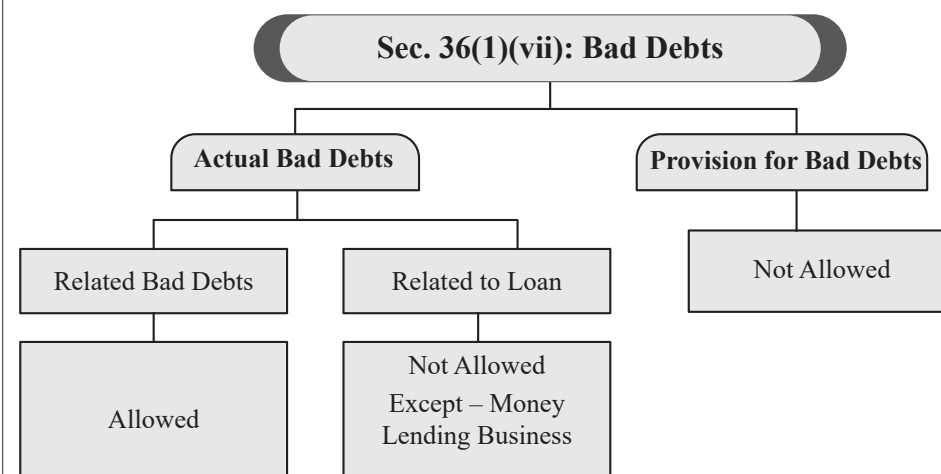 Sec. 36(1)(vii): Bad Debts
Actual Bad Debts
Provision for Bad Debts
Related Bad Debts
Related to Loan
Not Allowed
Allowed
Not Allowed
Except – Money
Lending Business